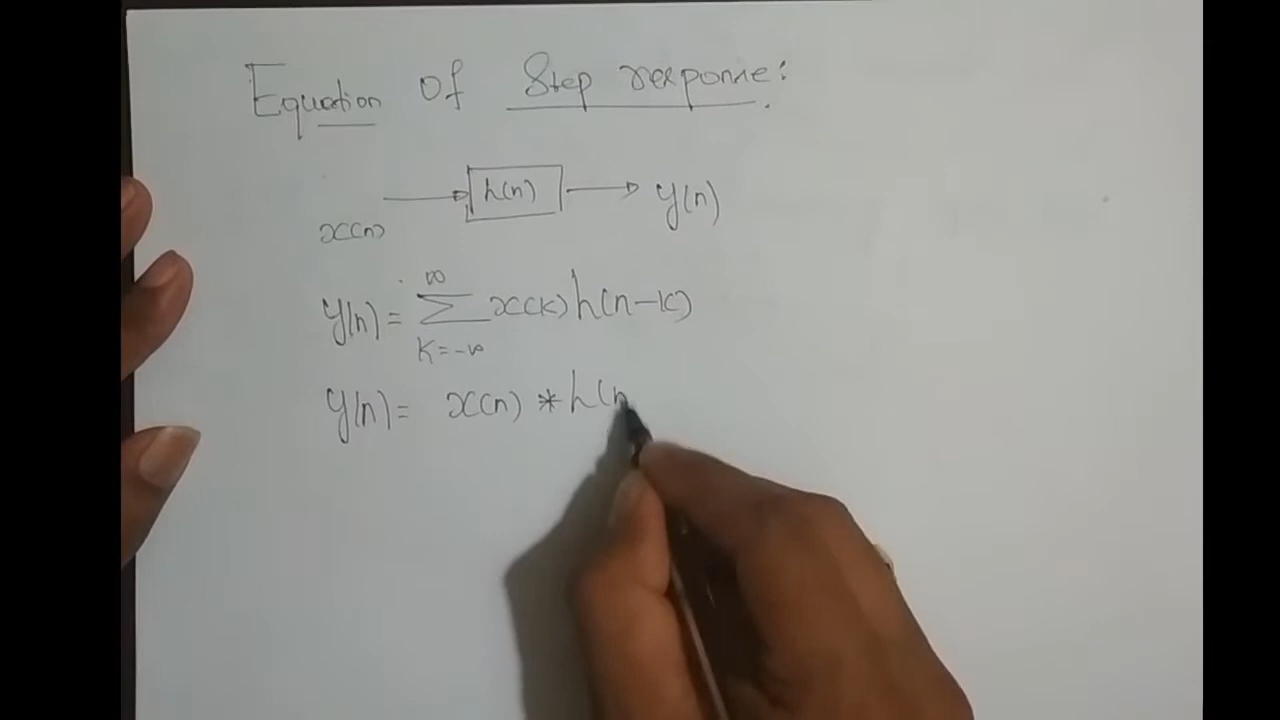 Equation Of Step response:
x(n) h(n) y(n)
y(n) = ∞ Σ K=-∞ x(k) h(n-k)
y(n) = x(n) * h(n